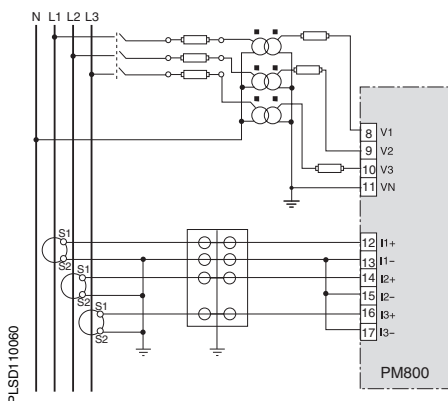 N L1 L2 L3
8 V1
9 V2
10 V3
11 VN
S1
S2
S1
S2
S1
S2
12 I1+
13 I1−
14 I2+
15 I2−
16 I3+
17 I3−
PM800
PLSD110060